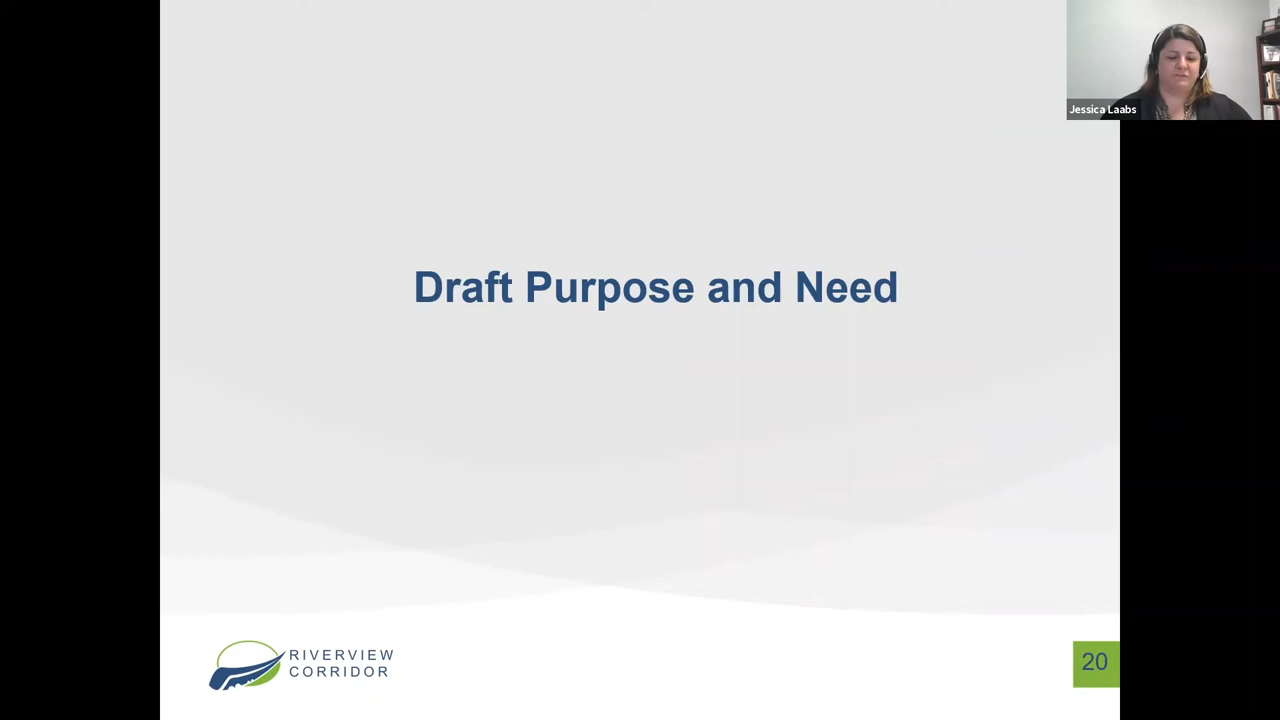 Jessica Laabs
Draft Purpose and Need
RIVERVIEW
CORRIDOR
20